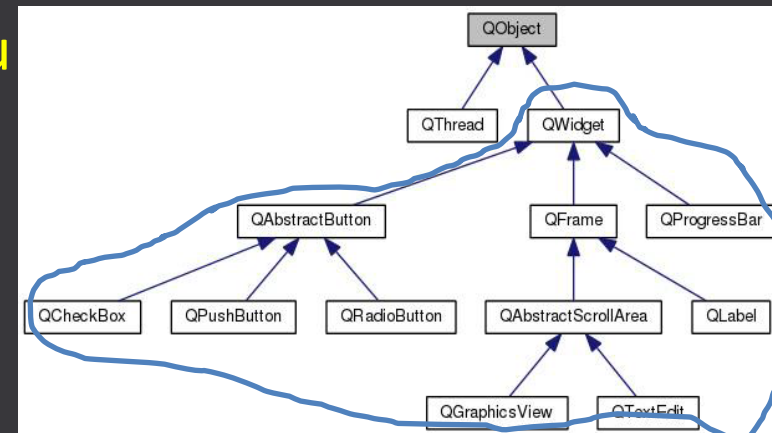 u
QObject
QThread QWidget
QAbstractButton QFrame QProgressBar
QCheckBox QPushButton QRadioButton QAbstractScrollArea QLabel
QGraphicsView QTextEdit